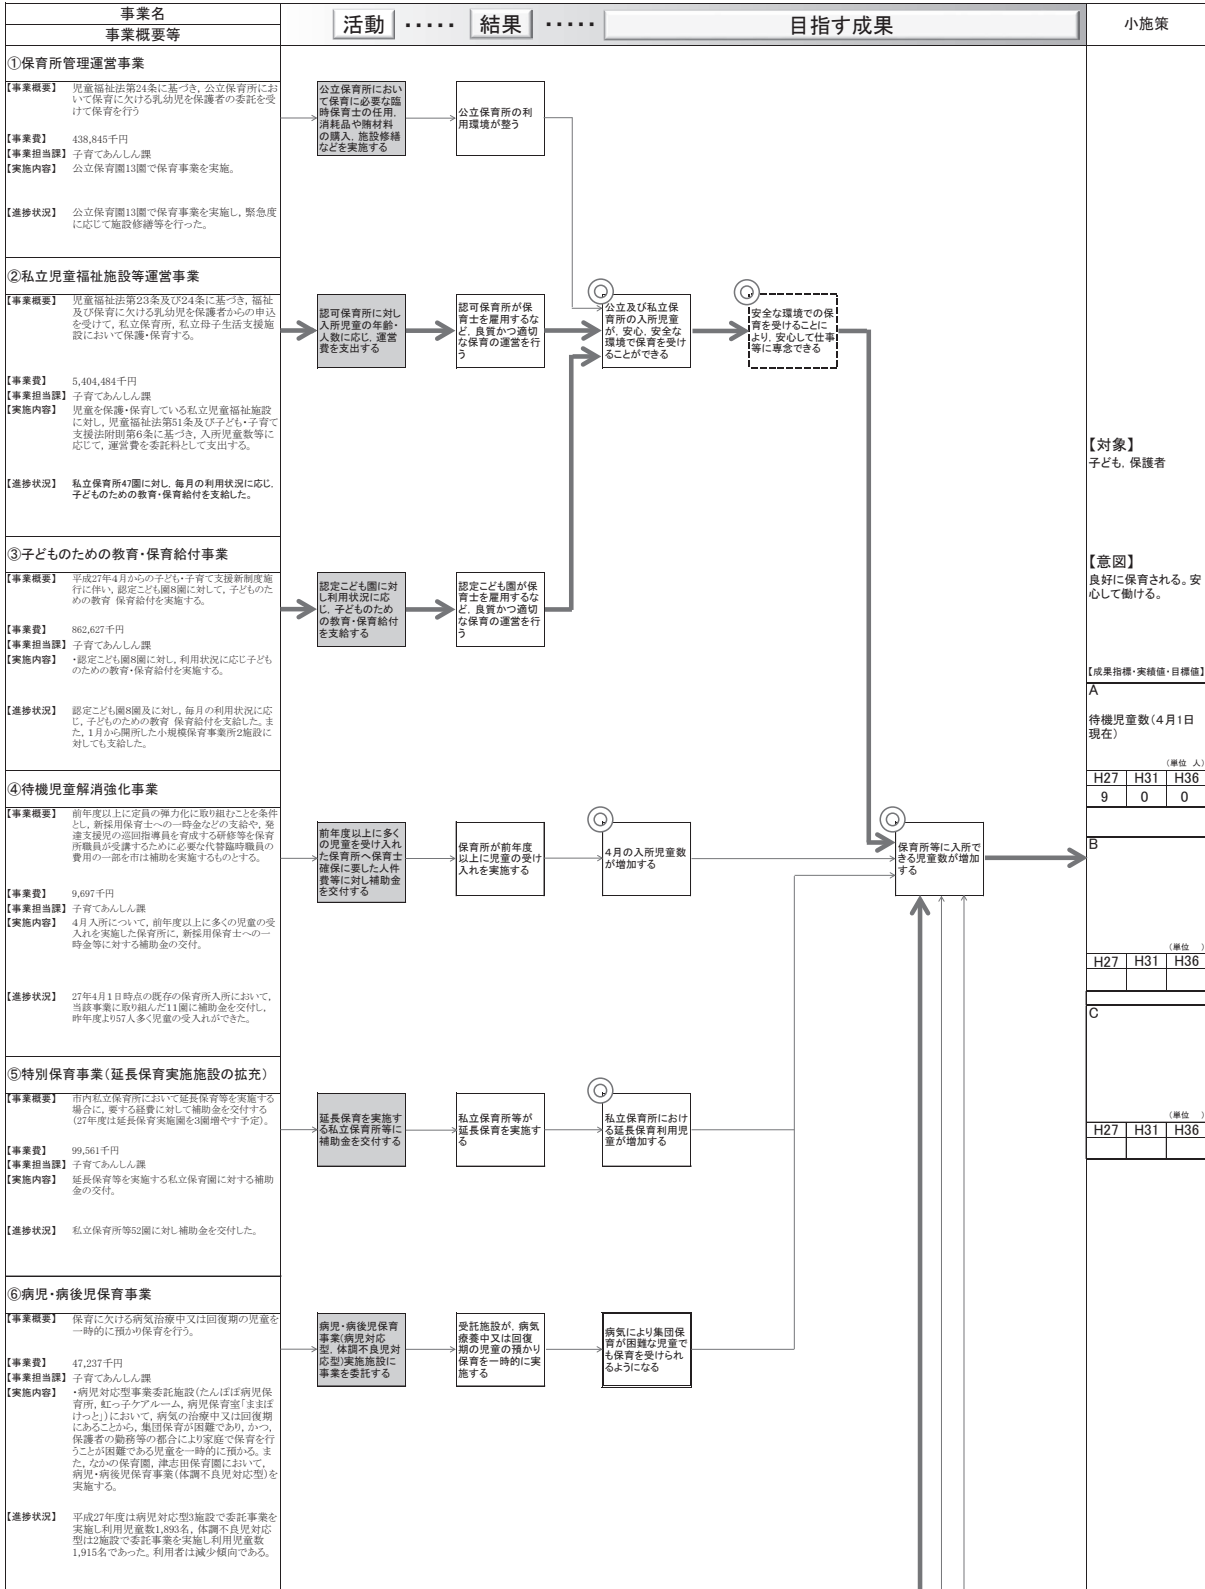 事業名
事業概要等
活動 ・・・・・ 結果 ・・・・・ 目指す成果
小施策
①保育所管理運営事業
【事業概要】 児童福祉法第24条に基づき，公立保育所にお
いて保育に欠ける乳幼児を保護者の委託を受
けて保育を行う
【事業費】 438,845千円
【事業担当課】 子育てあんしん課
【実施内容】 公立保育園13園で保育事業を実施。
【進捗状況】 公立保育園13園で保育事業を実施し，緊急度
に応じて施設修繕等を行った。
公立保育所におい
て保育に必要な臨
時保育士の任用，
消耗品や賄材料
の購入，施設修繕
などを実施する
公立保育所の利
用環境が整う
②私立児童福祉施設等運営事業
【事業概要】 児童福祉法第23条及び24条に基づき，福祉
及び保育に欠ける乳幼児を保護者からの申込
を受けて，私立保育所，私立母子生活支援施
設において保護・保育する。
【事業費】 5,404,484千円
【事業担当課】 子育てあんしん課
【実施内容】 児童を保護・保育している私立児童福祉施設
に対し，児童福祉法第51条及び子ども・子育て
支援法附則第6条に基づき，入所児童数等に
応じて，運営費を委託料として支出する。
【進捗状況】 私立保育所47園に対し，毎月の利用状況に応じ，
子どものための教育・保育給付を支給した。
認可保育所に対し
入所児童の年齢・
人数に応じ，運営
費を支出する
認可保育所が保
育士を雇用するな
ど，良質かつ適切
な保育の運営を行
う
公立及び私立保
育所の入所児童
が，安心，安全な
環境で保育を受け
ることができる
安全な環境での保
育を受けることに
より，安心して仕事
等に専念できる
③子どものための教育・保育給付事業
【事業概要】 平成27年4月からの子ども・子育て支援新制度施
行に伴い，認定こども園8園に対して，子どものた
めの教育 保育給付を実施する。
【事業費】 862,627千円
【事業担当課】 子育てあんしん課
【実施内容】 ・認定こども園8園に対し，利用状況に応じ子ども
のための教育・保育給付を実施する。
【進捗状況】 認定こども園8園及に対し，毎月の利用状況に応
じ，子どものための教育 保育給付を支給した。ま
た，1月から開所した小規模保育事業所2施設に
対しても支給した。
認定こども園に対
し利用状況に応
じ，子どものため
の教育・保育給付
を支給する
認定こども園が保
育士を雇用するな
ど，良質かつ適切
な保育の運営を行
う
④待機児童解消強化事業
【事業概要】 前年度以上に定員の弾力化に取り組むことを条件
とし，新採用保育士への一時金などの支給や，発
達支援児の巡回指導員を育成する研修等を保育
所職員が受講するために必要な代替臨時職員の
費用の一部を市は補助を実施するものとする。
【事業費】 9,697千円
【事業担当課】 子育てあんしん課
【実施内容】 4月入所について，前年度以上に多くの児童の受
入れを実施した保育所に，新採用保育士への一
時金等に対する補助金の交付。
【進捗状況】 27年4月1日時点の既存の保育所入所において，
当該事業に取り組んだ11園に補助金を交付し，
昨年度より57人多く児童の受入れができた。
前年度以上に多く
の児童を受け入れ
た保育所へ保育士
確保に要した人件
費等に対し補助金
を交付する
保育所が前年度
以上に児童の受け
入れを実施する
4月の入所児童数
が増加する
保育所等に入所で
きる児童数が増加
する
⑤特別保育事業(延長保育実施施設の拡充)
【事業概要】 市内私立保育所において延長保育等を実施する
場合に，要する経費に対して補助金を交付する
(27年度は延長保育実施園を3園増やす予定)。
【事業費】 99,561千円
【事業担当課】 子育てあんしん課
【実施内容】 延長保育等を実施する私立保育園に対する補助
金の交付。
【進捗状況】 私立保育所等52園に対し補助金を交付した。
延長保育を実施す
る私立保育所等に
補助金を交付する
私立保育所等が
延長保育を実施す
る
私立保育所におけ
る延長保育利用児
童が増加する
⑥病児・病後児保育事業
【事業概要】 保育に欠ける病気治療中又は回復期の児童を
一時的に預かり保育を行う。
【事業費】 47,237千円
【事業担当課】 子育てあんしん課
【実施内容】 ・病児対応型事業委託施設(たんぽぽ病児保
育所，虹っ子ケアルーム，病児保育室「ままぽ
けっと」)において，病気の治療中又は回復期
にあることから，集団保育が困難であり，かつ，
保護者の勤務等の都合により家庭で保育を行
うことが困難である児童を一時的に預かる。ま
た，なかの保育園，津志田保育園において，
病児・病後児保育事業(体調不良児対応型)を
実施する。
【進捗状況】 平成27年度は病児対応型3施設で委託事業を
実施し利用児童数1,893名，体調不良児対応
型は2施設で委託事業を実施し利用児童数
1,915名であった。利用者は減少傾向である。
病児・病後児保育
事業(病児対応
型，体調不良児対
応型)実施施設に
事業を委託する
受託施設が，病気
療養中又は回復
期の児童の預かり
保育を一時的に実
施する
病気により集団保
育が困難な児童で
も保育を受けられ
るようになる
【対象】
子ども，保護者
【意図】
良好に保育される。安
心して働ける。
【成果指標・実績値・目標値】
A
待機児童数(4月1日
現在)
(単位 人)
H27 H31 H36
9 0 0
B
(単位 )
H27 H31 H36
C
(単位 )
H27 H31 H36